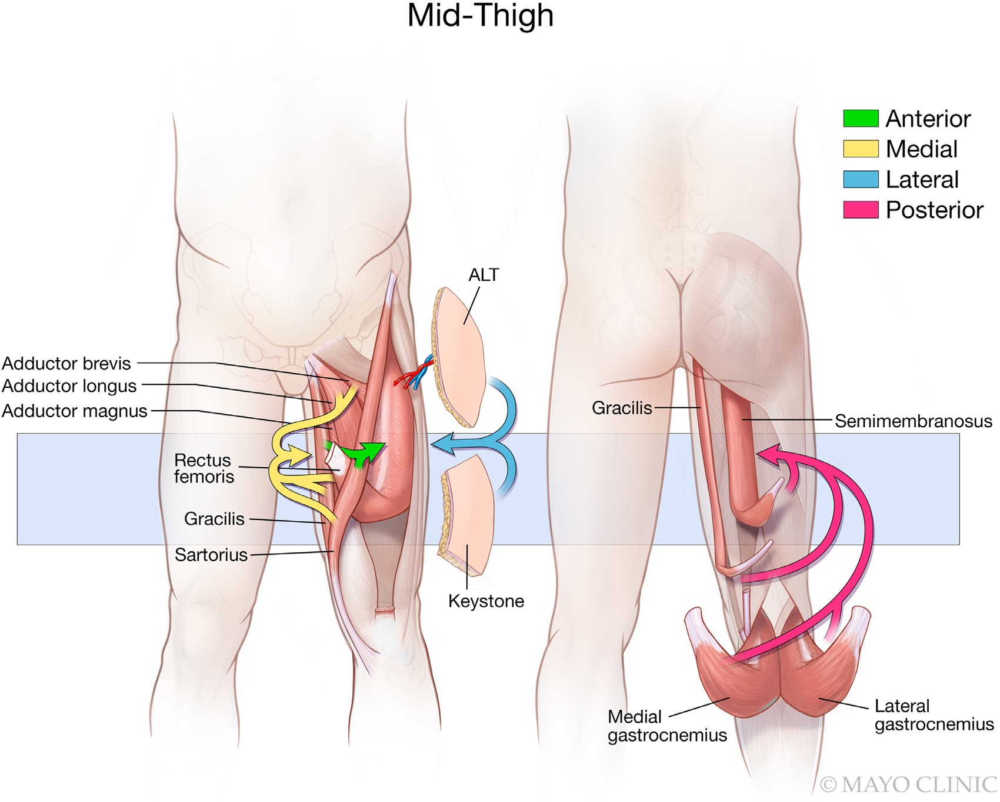 Mid-Thigh
Anterior
Medial
Lateral
Posterior
ALT
Adductor brevis
Adductor longus
Adductor magnus
Rectus
femoris
Gracilis
Sartorius
Keystone
Gracilis
Semimembranosus
Medial
gastrocnemius
Lateral
gastrocnemius
© MAYO CLINIC